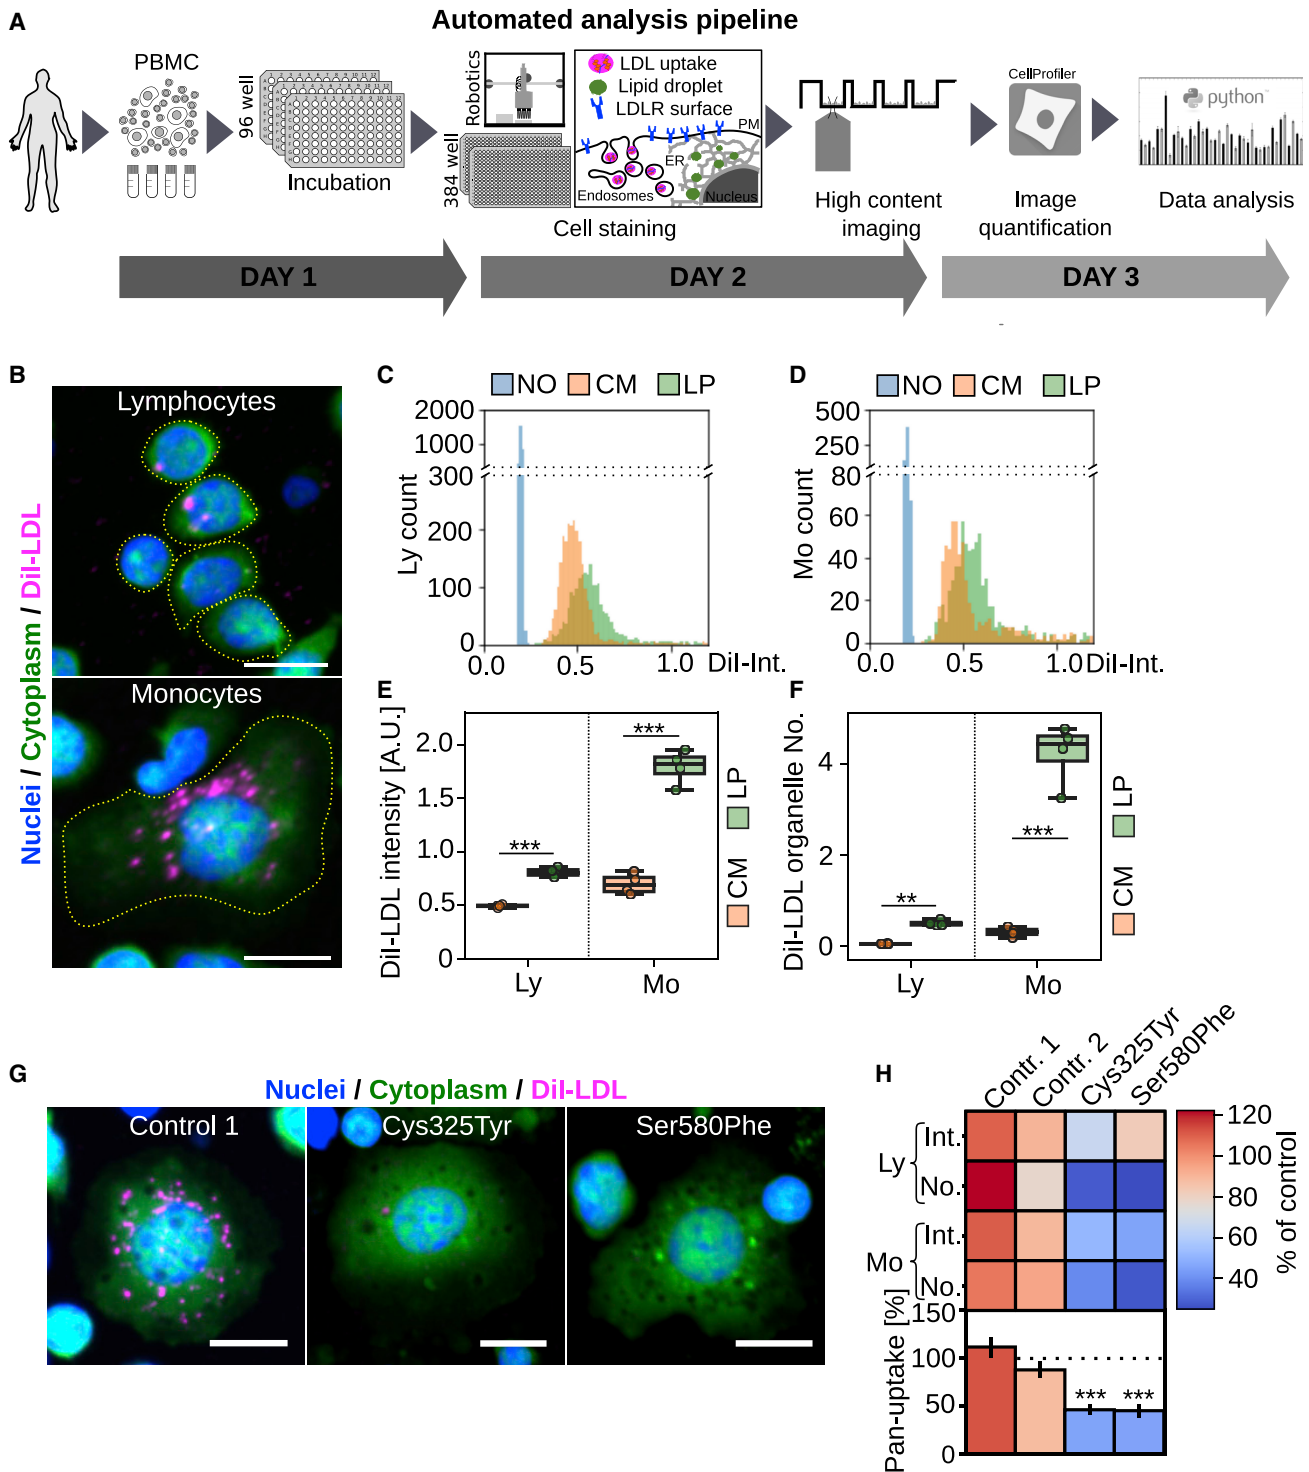 A
Automated analysis pipeline
PBMC
96 well
Incubation
Robotics
384 well
LDL uptake
Lipid droplet
LDLR surface
PM
ER
Endosomes
Nucleus
Cell staining
High content
imaging
CellProfiler
Image
quantification
python
Data analysis
DAY 1
DAY 2
DAY 3
B
Nuclei / Cytoplasm / DiI-LDL
Lymphocytes
Monocytes
C
NO CM LP
Ly count
2000
1000
300
200
100
0
0.0 0.5 1.0 DiI-Int.
D
NO CM LP
Mo count
500
250
80
60
40
20
0
0.0 0.5 1.0 DiI-Int.
E
DiI-LDL intensity [A.U.]
2.0
1.5
1.0
0.5
0
***
***
Ly Mo
CM LP
F
DiI-LDL organelle No.
4
2
0
**
***
Ly Mo
CM LP
G
Nuclei / Cytoplasm / DiI-LDL
Control 1
Cys325Tyr
Ser580Phe
H
Contr. 1
Contr. 2
Cys325Tyr
Ser580Phe
Ly
Int.
No.
Mo
Int.
No.
120
100
80
60
40
% of control
Pan-uptake [%]
150
100
50
0
***
***